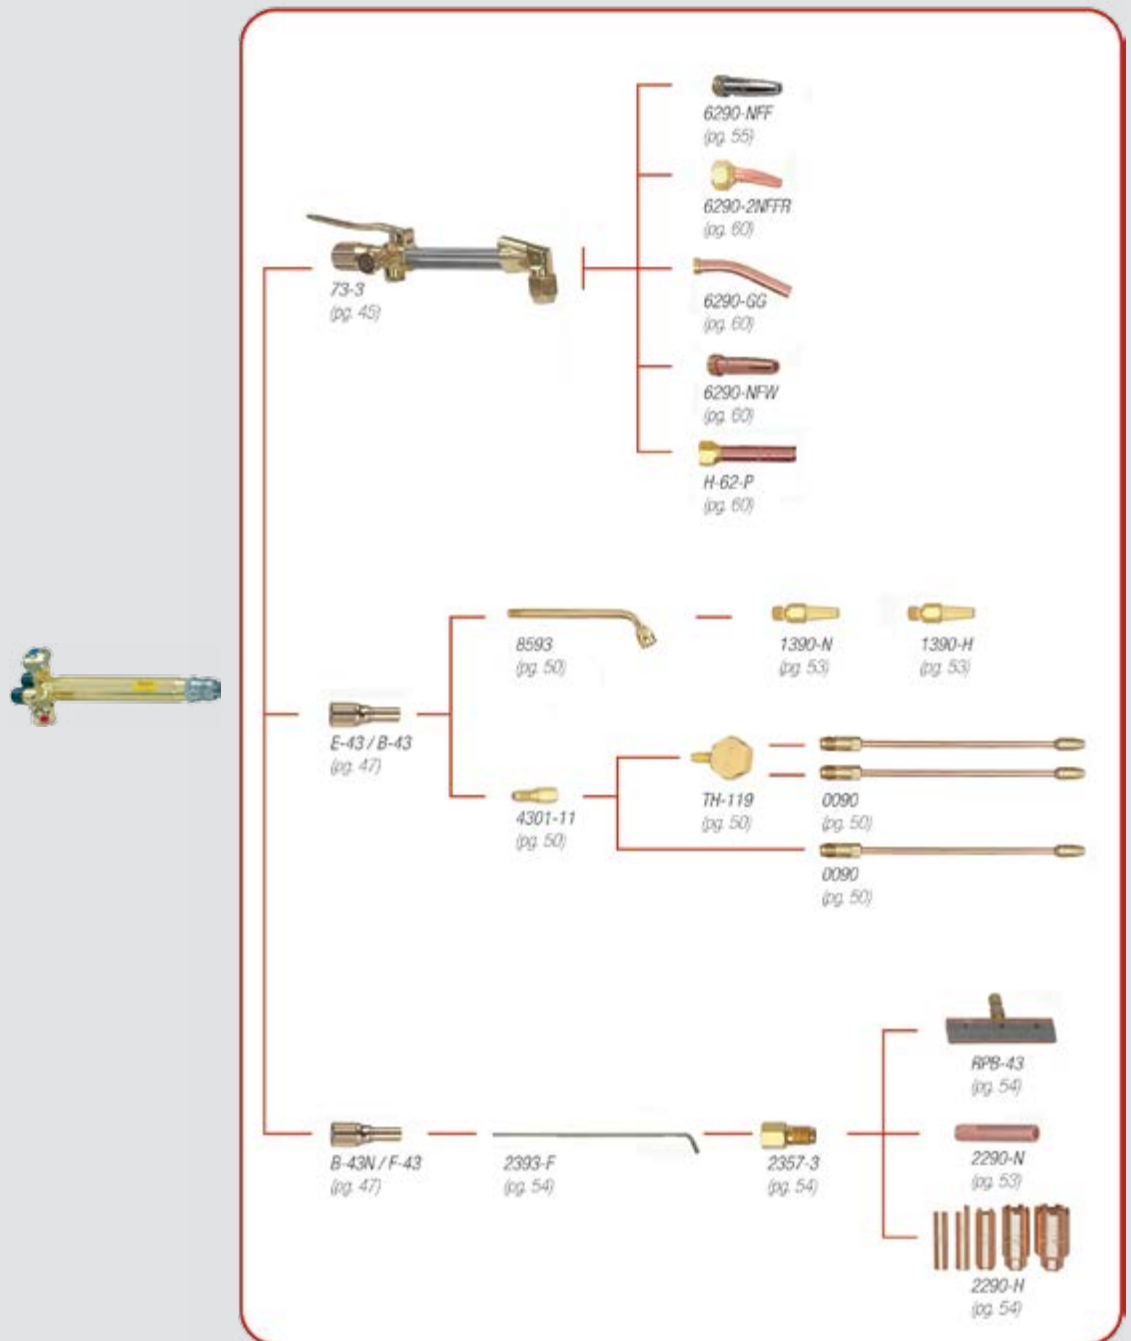 6290-NFF
(pg. 55)
6290-2NFFR
(pg. 60)
73-3
(pg. 45)
6290-GG
(pg. 60)
6290-NFW
(pg. 60)
H-62-P
(pg. 60)
8593
(pg. 50)
1390-N
(pg. 53)
1390-H
(pg. 53)
E-43 / B-43
(pg. 47)
4301-11
(pg. 50)
TH-119
(pg. 50)
0090
(pg. 50)
0090
(pg. 50)
RPB-43
(pg. 54)
B-43N / F-43
(pg. 47)
2393-F
(pg. 54)
2357-3
(pg. 54)
2290-N
(pg. 53)
2290-H
(pg. 54)